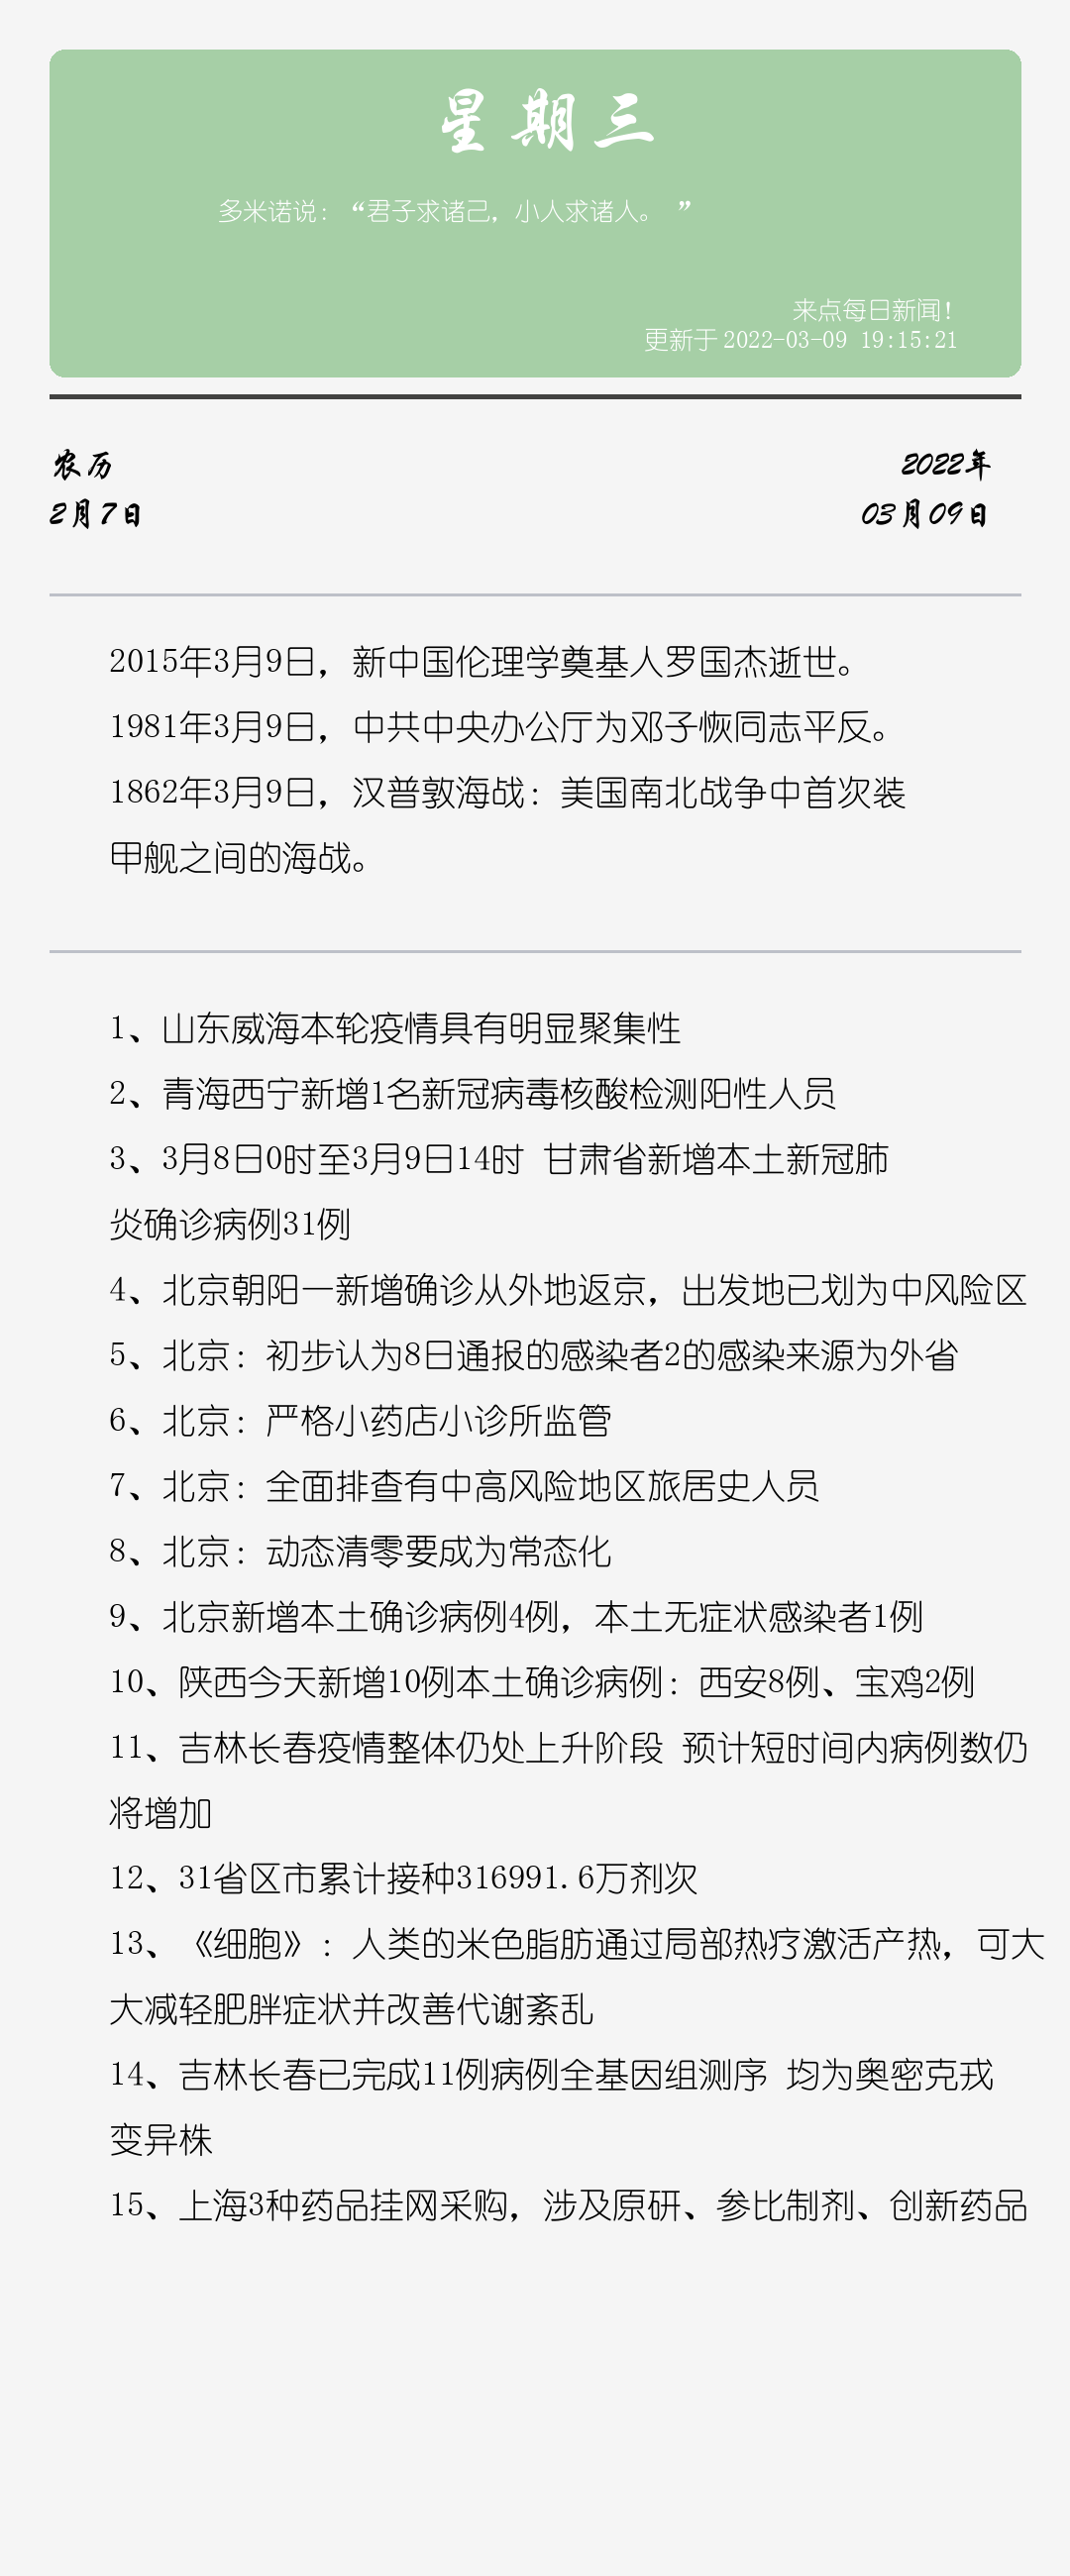 星期三
多米诺说：“君子求诸己，小人求诸人。 ”
来点每日新闻！
更新于 2022-03-09 19:15:21
农历
2022年
2月7日
03月09日
2015年3月9日，新中国伦理学奠基人罗国杰逝世。
1981年3月9日，中共中央办公厅为邓子恢同志平反。
1862年3月9日，汉普敦海战：美国南北战争中首次装
甲舰之间的海战。
1、山东威海本轮疫情具有明显聚集性
2、青海西宁新增1名新冠病毒核酸检测阳性人员
3、3月8日0时至3月9日14时 甘肃省新增本土新冠肺
炎确诊病例31例
4、北京朝阳一新增确诊从外地返京，出发地已划为中风险区
5、北京：初步认为8日通报的感染者2的感染来源为外省
6、北京：严格小药店小诊所监管
7、北京：全面排查有中高风险地区旅居史人员
8、北京：动态清零要成为常态化
9、北京新增本土确诊病例4例，本土无症状感染者1例
10、陕西今天新增10例本土确诊病例：西安8例、宝鸡2例
11、吉林长春疫情整体仍处上升阶段 预计短时间内病例数仍
将增加
12、31省区市累计接种316991.6万剂次
13、《细胞》：人类的米色脂肪通过局部热疗激活产热，可大
大减轻肥胖症状并改善代谢紊乱
14、吉林长春已完成11例病例全基因组测序 均为奥密克戎
变异株
15、上海3种药品挂网采购，涉及原研、参比制剂、创新药品